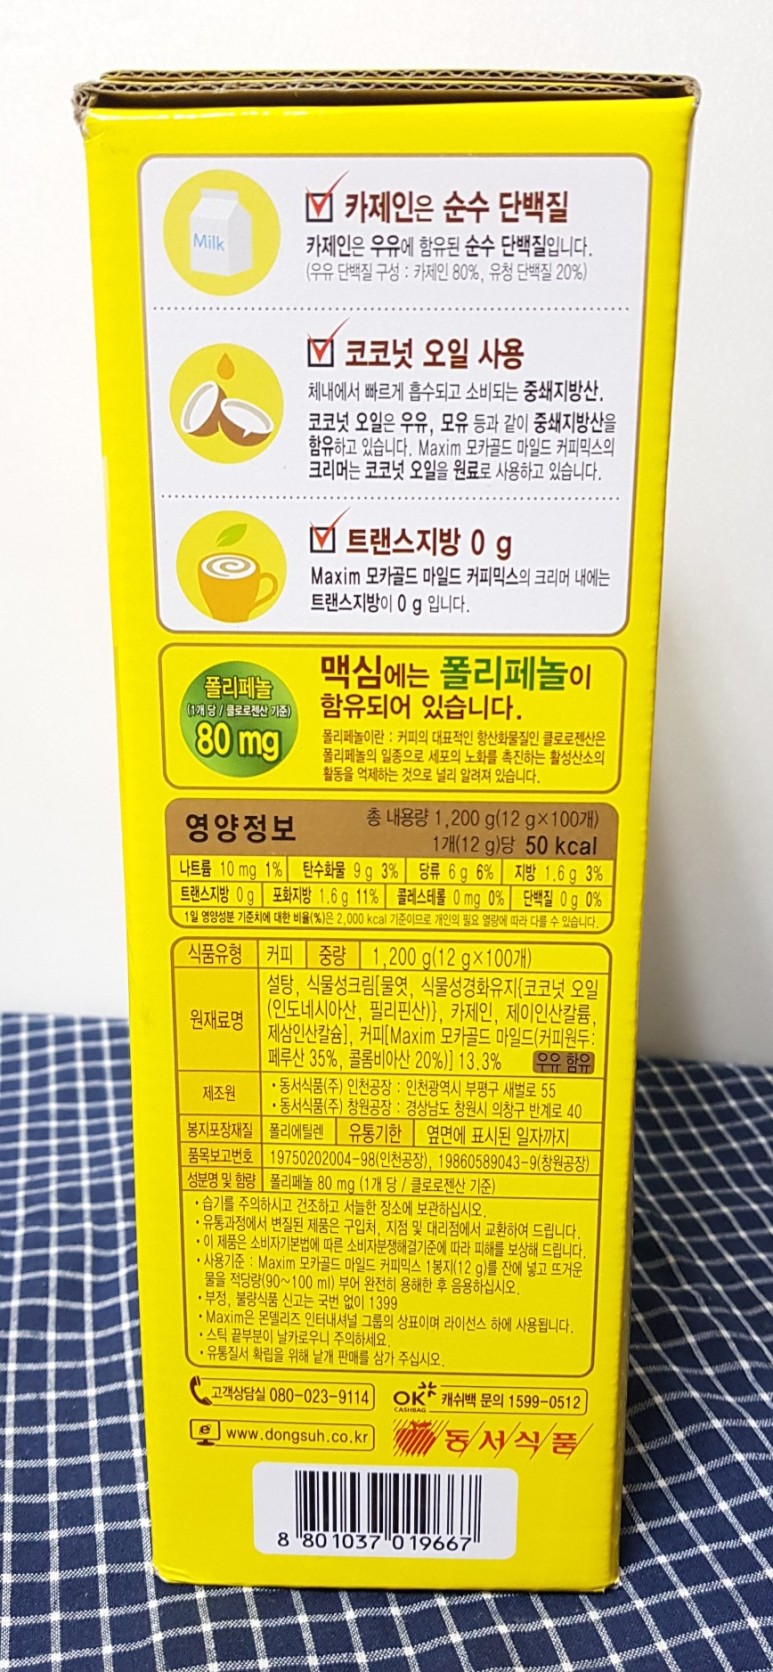 Milk
카제인은 순수 단백질
카제인은 우유에 함유된 순수 단백질입니다.
(우유 단백질 구성 : 카제인 80%, 유청 단백질 20%)
코코넛 오일 사용
체내에서 빠르게 흡수되고 소비되는 중쇄지방산.
코코넛 오일은 우유, 모유 등과 같이 중쇄지방산을
함유하고 있습니다. Maxim 모카골드 마일드 커피믹스의
크리머는 코코넛 오일을 원료로 사용하고 있습니다.
트랜스지방 0 g
Maxim 모카골드 마일드 커피믹스의 크리머 내에는
트랜스지방이 0 g 입니다.
폴리페놀
(1개 당 / 클로로젠산 기준)
80 mg
맥심에는 폴리페놀이
함유되어 있습니다.
폴리페놀이란 : 커피의 대표적인 항산화물질인 클로로젠산은
폴리페놀의 일종으로 세포의 노화를 촉진하는 활성산소의
활동을 억제하는 것으로 널리 알려져 있습니다.
영양정보
총 내용량 1,200 g(12 g×100개)
1개(12 g)당 50 kcal
나트륨 10 mg 1% 탄수화물 9 g 3% 당류 6 g 6% 지방 1.6 g 3%
트랜스지방 0 g 포화지방 1.6 g 11% 콜레스테롤 0 mg 0% 단백질 0 g 0%
1일 영양성분 기준치에 대한 비율(%)은 2,000 kcal 기준이므로 개인의 필요 열량에 따라 다를 수 있습니다.
식품유형 커피 중량 1,200 g(12 g×100개)
원재료명
설탕, 식물성크림[물엿, 식물성경화유지{코코넛 오일
(인도네시아산, 필리핀산)}, 카제인, 제이인산칼륨,
제삼인산칼슘], 커피[Maxim 모카골드 마일드(커피원두:
페루산 35%, 콜롬비아산 20%)] 13.3% 우유 함유
제조원
•동서식품(주) 인천공장 : 인천광역시 부평구 새벌로 55
•동서식품(주) 창원공장 : 경상남도 창원시 의창구 반계로 40
봉지포장재질 폴리에틸렌 유통기한 옆면에 표시된 일자까지
품목보고번호 19750202004-98(인천공장), 19860589043-9(창원공장)
성분명 및 함량 폴리페놀 80 mg (1개 당 / 클로로젠산 기준)
•습기를 주의하시고 건조하고 서늘한 장소에 보관하십시오.
•유통과정에서 변질된 제품은 구입처, 지점 및 대리점에서 교환하여 드립니다.
•이 제품은 소비자기본법에 따른 소비자분쟁해결기준에 따라 피해를 보상해 드립니다.
•사용기준 : Maxim 모카골드 마일드 커피믹스 1봉지(12 g)를 잔에 넣고 뜨거운
물을 적당량(90~100 ml) 부어 완전히 용해한 후 음용하십시오.
•부정, 불량식품 신고는 국번 없이 1399
•Maxim은 몬델리즈 인터내셔널 그룹의 상표이며 라이선스 하에 사용됩니다.
•스틱 끝부분이 날카로우니 주의하세요.
•유통질서 확립을 위해 낱개 판매를 삼가 주십시오.
고객상담실 080-023-9114
OK CASHBAG 캐쉬백 문의 1599-0512
e www.dongsuh.co.kr
동서식품
8 801037 019667